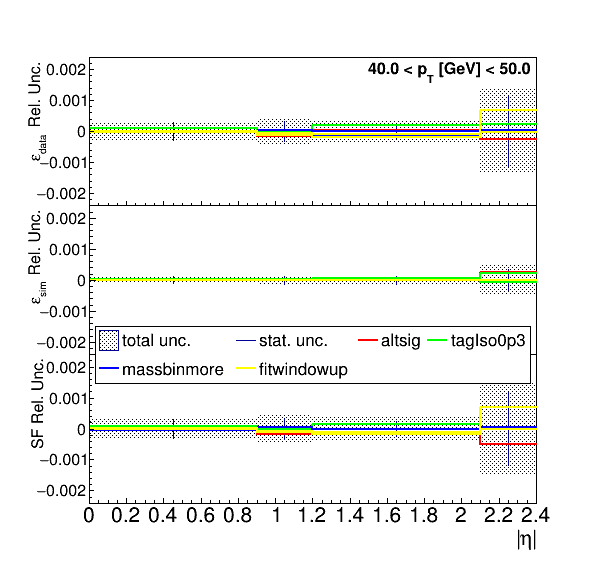 40.0 < pT [GeV] < 50.0
εdata Rel. Unc.
0.002
0.001
0
−0.001
−0.002
εsim Rel. Unc.
0.002
0.001
0
−0.001
−0.002
total unc. stat. unc. altsig tagIso0p3
massbinmore fitwindowup
SF Rel. Unc.
0.002
0.001
0
−0.001
−0.002
0 0.2 0.4 0.6 0.8 1 1.2 1.4 1.6 1.8 2 2.2 2.4
|η|